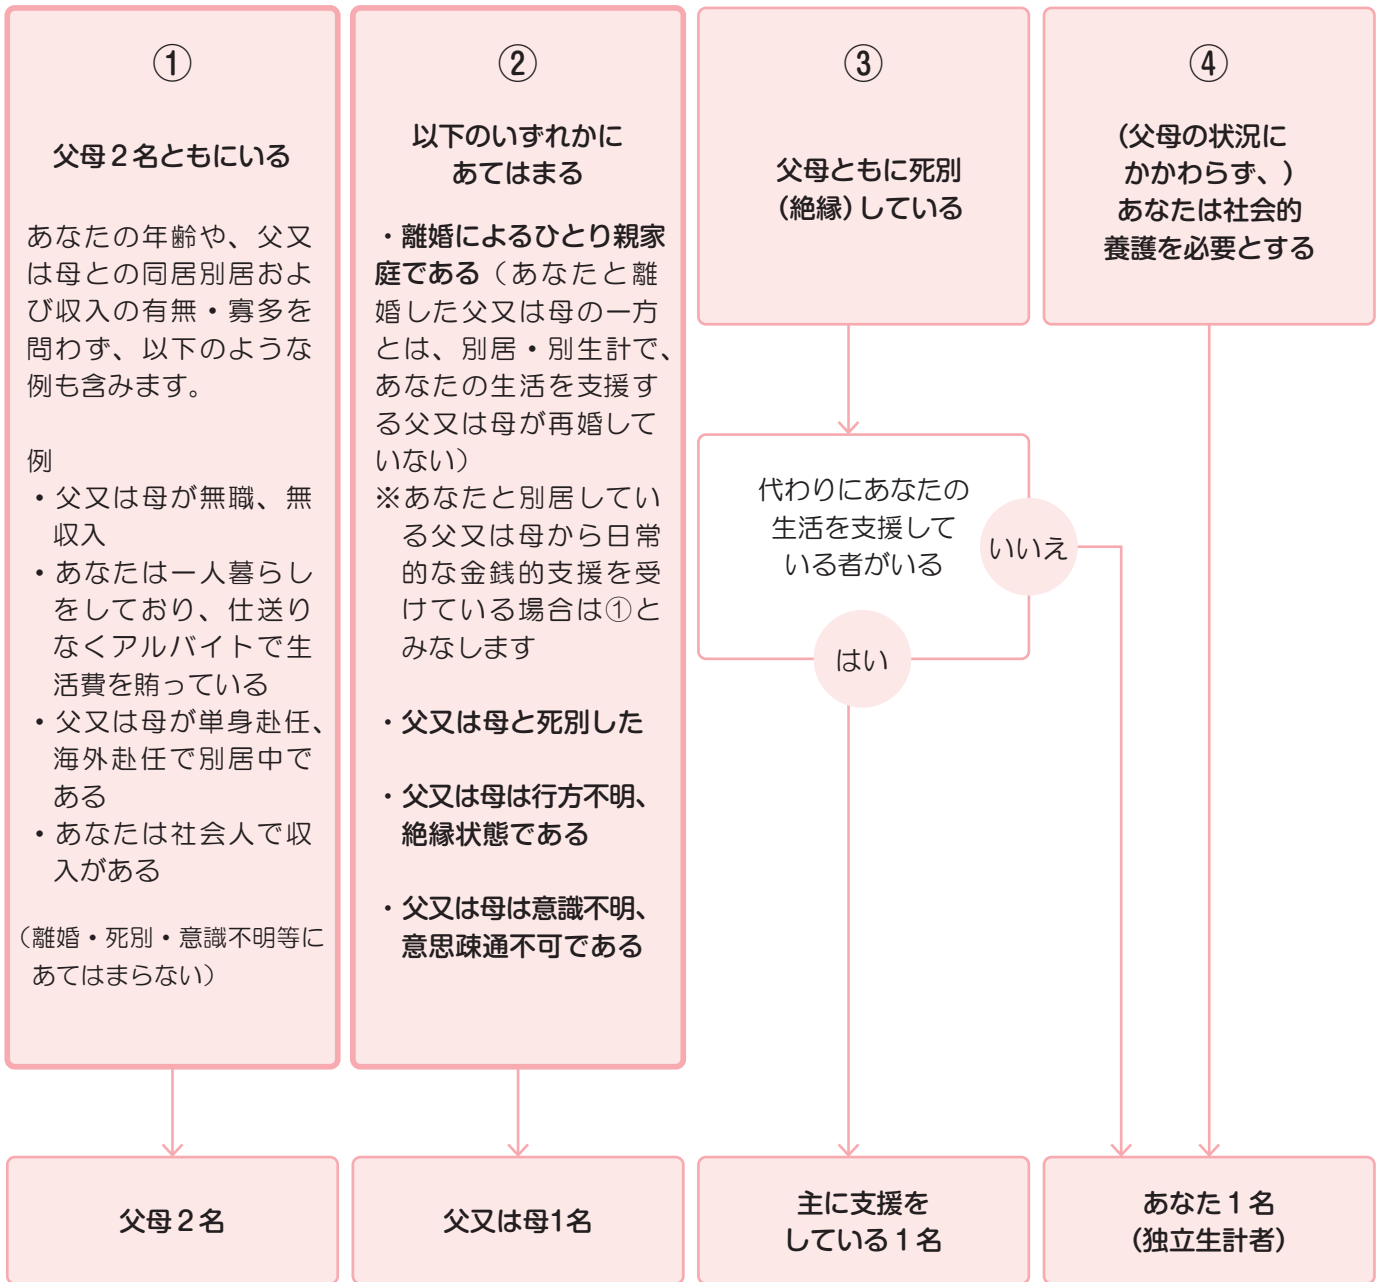 ①
父母２名ともにいる
あなたの年齢や、父又
は母との同居別居およ
び収入の有無・寡多を
問わず、以下のような
例も含みます。
例
・父又は母が無職、無
収入
・あなたは一人暮らし
をしており、仕送り
なくアルバイトで生
活費を賄っている
・父又は母が単身赴任、
海外赴任で別居中で
ある
・あなたは社会人で収
入がある
（離婚・死別・意識不明等に
あてはまらない）
②
以下のいずれかに
あてはまる
・離婚によるひとり親家
庭である（あなたと離
婚した父又は母の一方
とは、別居・別生計で、
あなたの生活を支援す
る父又は母が再婚して
いない）
※あなたと別居してい
る父又は母から日常
的な金銭的支援を受
けている場合は①と
みなします
・父又は母と死別した
・父又は母は行方不明、
絶縁状態である
・父又は母は意識不明、
意思疎通不可である
③
父母ともに死別
（絶縁）している
④
（父母の状況に
かかわらず、）
あなたは社会的
養護を必要とする
代わりにあなたの
生活を支援して
いる者がいる
いいえ
はい
父母２名
父又は母1名
主に支援を
している１名
あなた１名
（独立生計者）